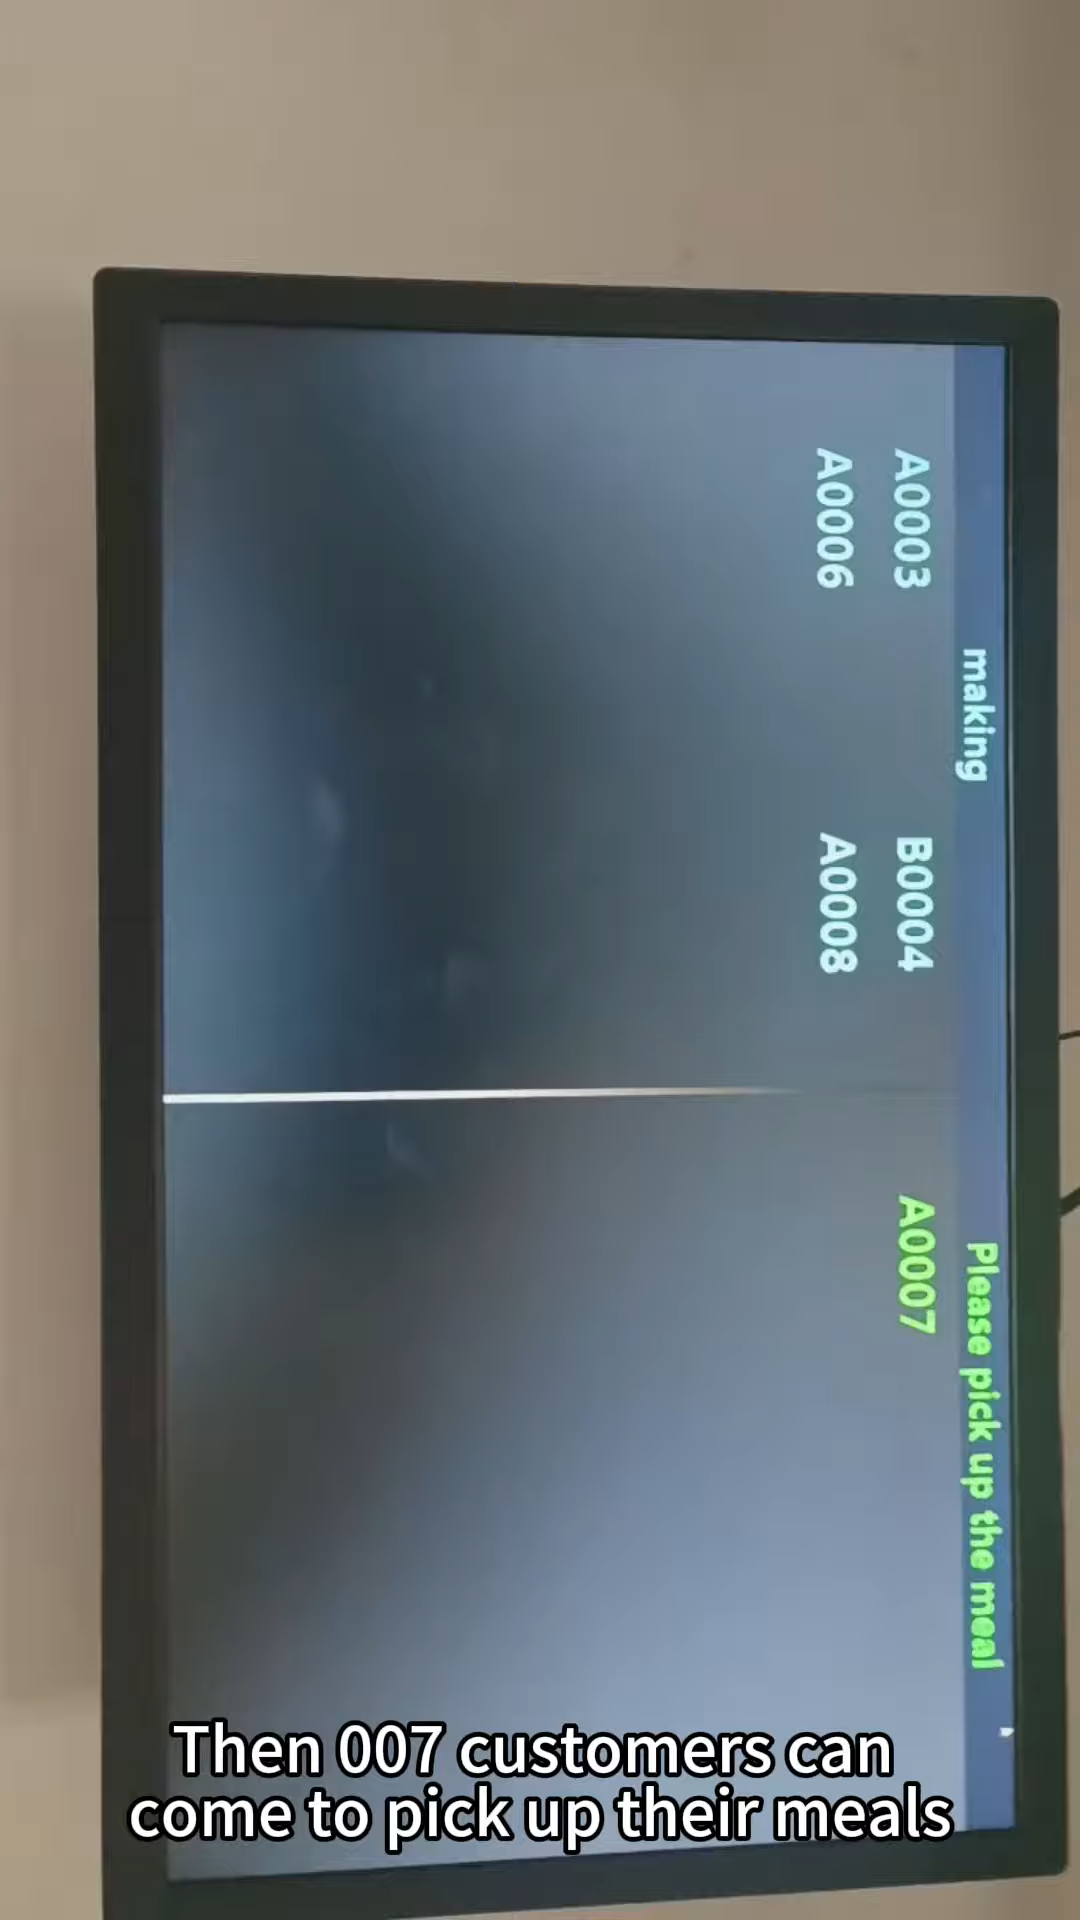 making
Please pick up the meal
A0003
B0004
A0007
A0006
A0008
Then 007 customers can
come to pick up their meals